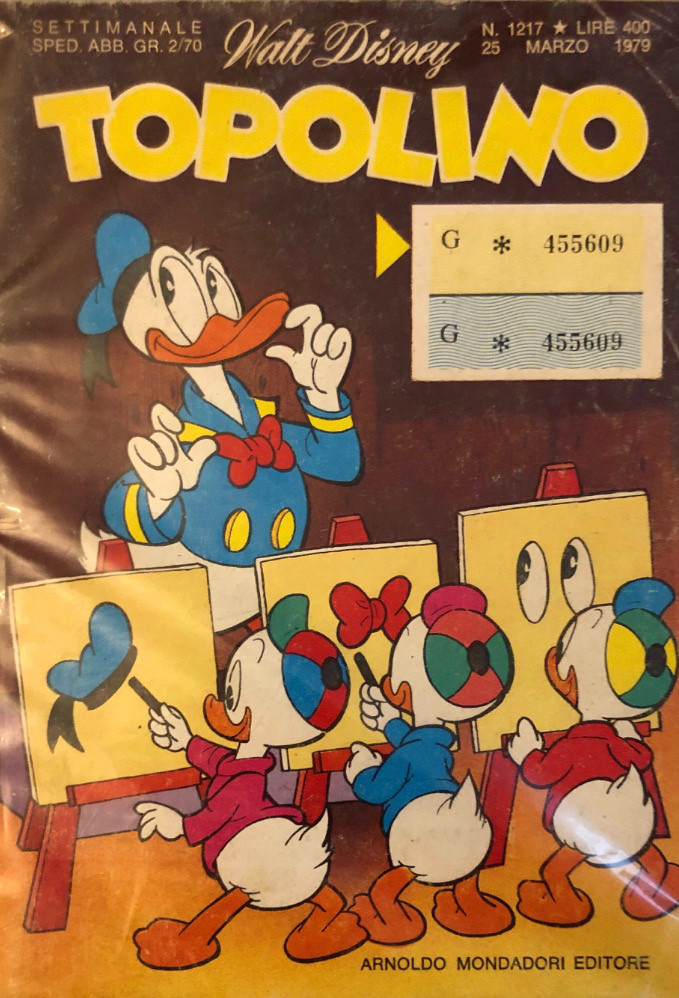 SETTIMANALE
SPED. ABB. GR. 2/70
Walt Disney
N. 1217 ★ LIRE 400
25 MARZO 1979
TOPOLINO
G * 455609
G * 455609
ARNOLDO MONDADORI EDITORE